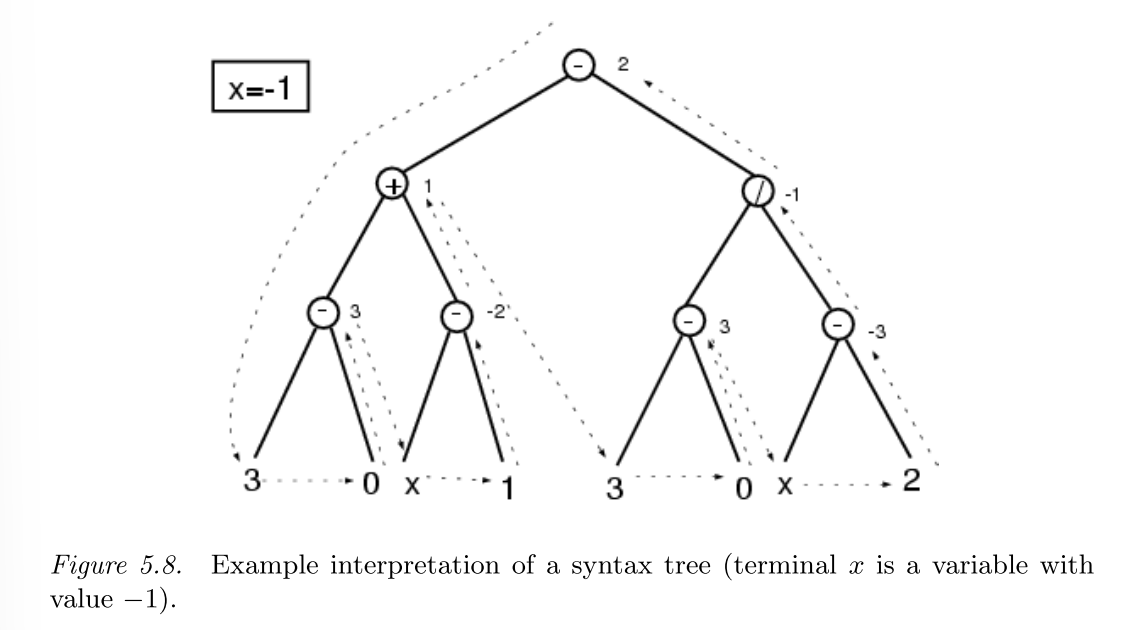 x=-1
- 2
+ 1
/ -1
- 3
- -2
- 3
- -3
3 0 x 1 3 0 x 2
Figure 5.8. Example interpretation of a syntax tree (terminal x is a variable with
value −1).